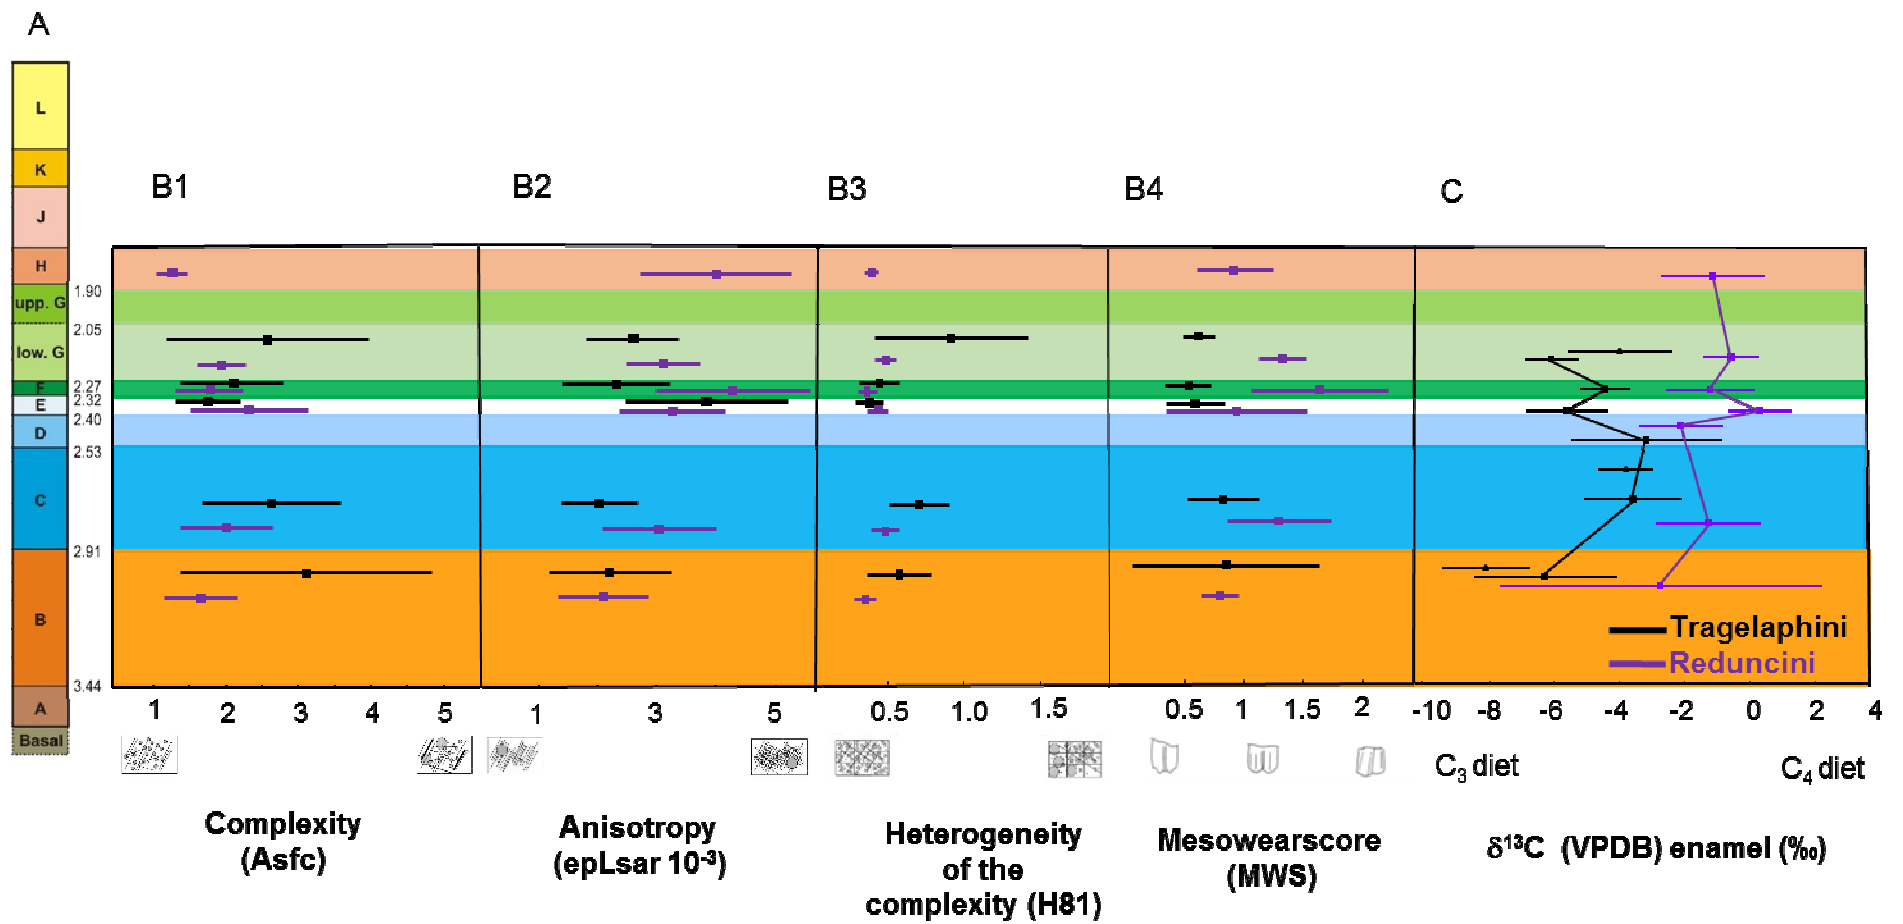 A
L
K
J
H
upp. G
low. G
F
E
D
C
B
A
Basal
1.90
2.05
2.27
2.32
2.40
2.53
2.91
3.44
B1
B2
B3
B4
C
Tragelaphini
Reduncini
1 2 3 4 5
1 3 5
0.5 1.0 1.5
0.5 1 1.5 2
-10 -8 -6 -4 -2 0 2 4
C₃ diet
C₄ diet
Complexity
(Asfc)
Anisotropy
(epLsar 10⁻³)
Heterogeneity
of the
complexity (H81)
Mesowearscore
(MWS)
δ¹³C (VPDB) enamel (‰)